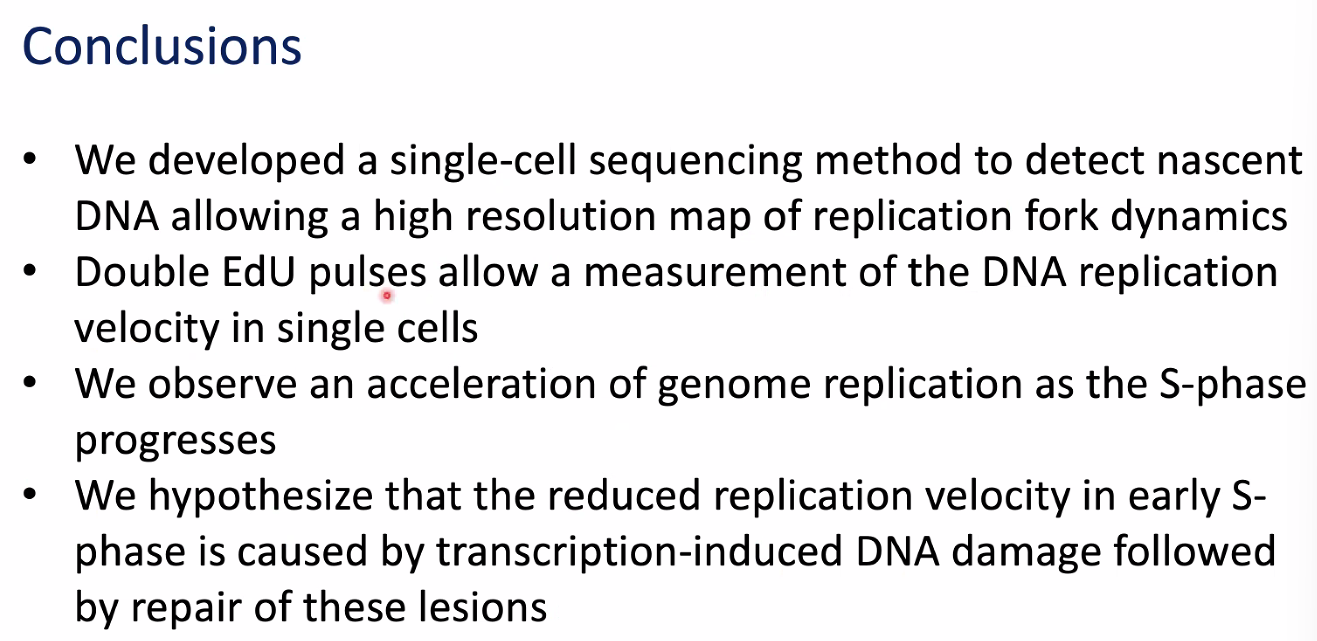 Conclusions
• We developed a single-cell sequencing method to detect nascent
DNA allowing a high resolution map of replication fork dynamics
• Double EdU pulses allow a measurement of the DNA replication
velocity in single cells
• We observe an acceleration of genome replication as the S-phase
progresses
• We hypothesize that the reduced replication velocity in early S-
phase is caused by transcription-induced DNA damage followed
by repair of these lesions